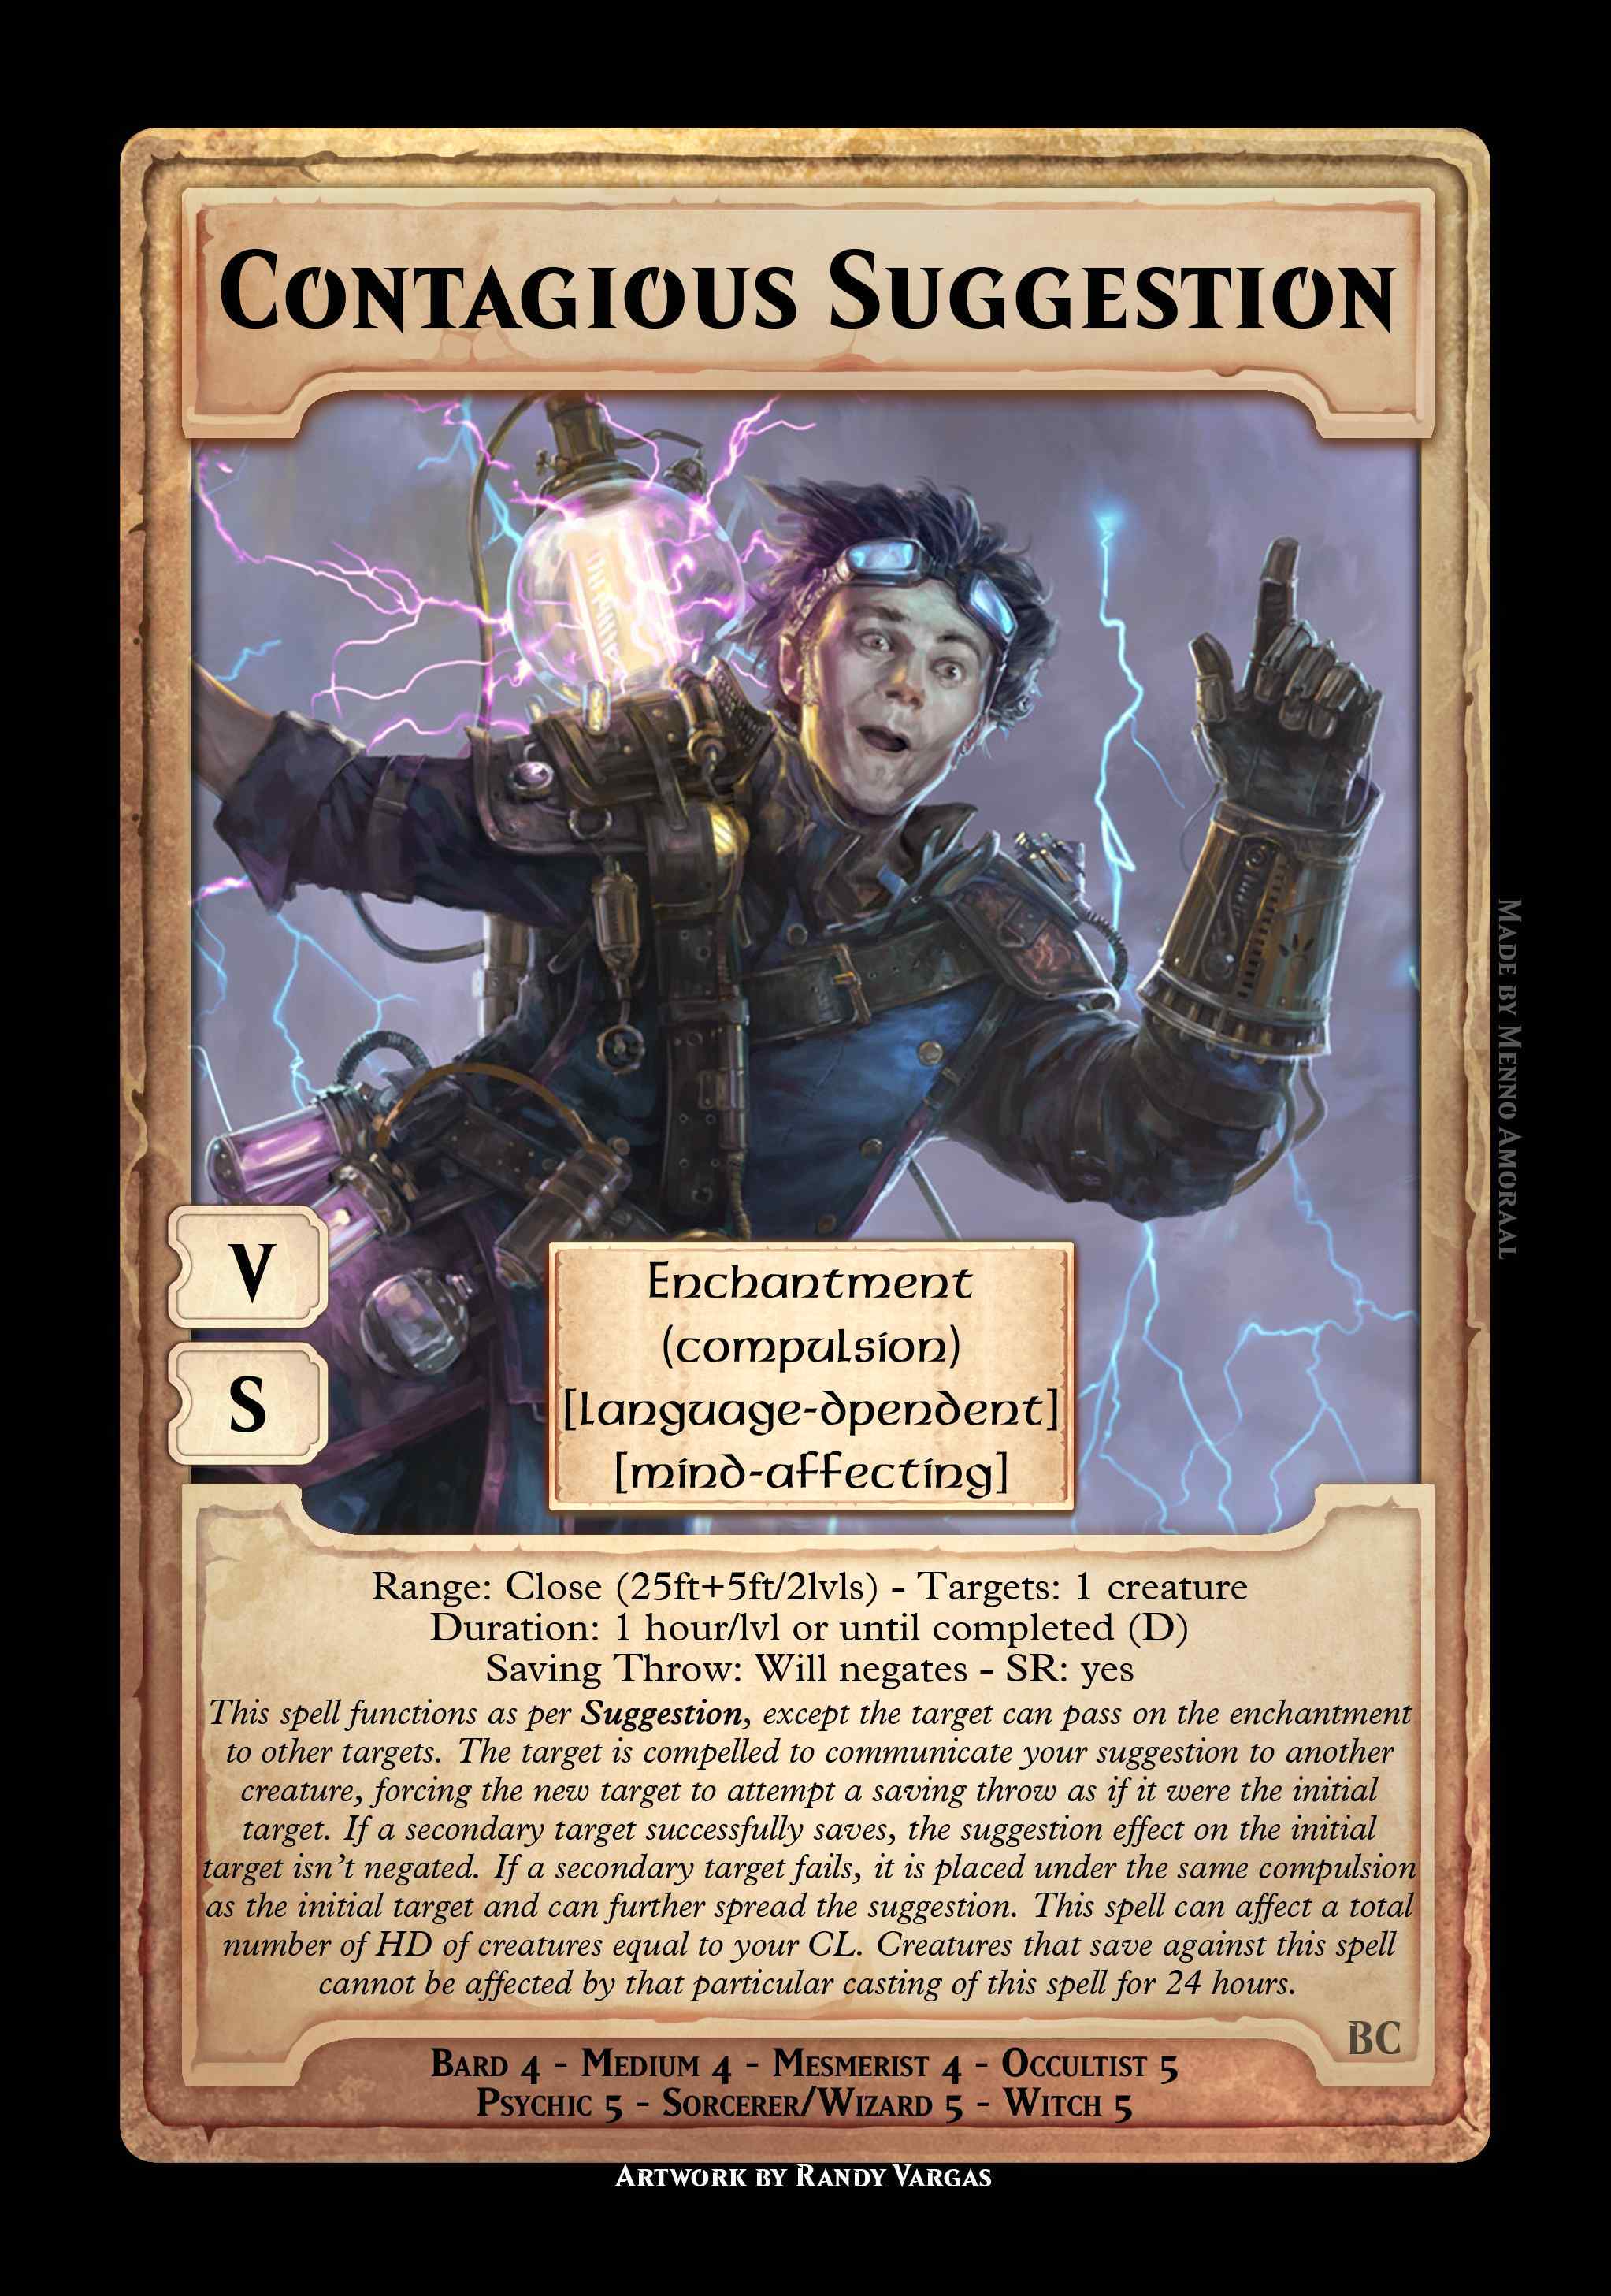 Contagious Suggestion
V
S
Enchantment
(compulsion)
[language-dpendent]
[mind-affecting]
Range: Close (25ft+5ft/2lvls) - Targets: 1 creature
Duration: 1 hour/lvl or until completed (D)
Saving Throw: Will negates - SR: yes
This spell functions as per Suggestion, except the target can pass on the enchantment
to other targets. The target is compelled to communicate your suggestion to another
creature, forcing the new target to attempt a saving throw as if it were the initial
target. If a secondary target successfully saves, the suggestion effect on the initial
target isn't negated. If a secondary target fails, it is placed under the same compulsion
as the initial target and can further spread the suggestion. This spell can affect a total
number of HD of creatures equal to your CL. Creatures that save against this spell
cannot be affected by that particular casting of this spell for 24 hours.
BC
Bard 4 - Medium 4 - Mesmerist 4 - Occultist 5
Psychic 5 - Sorcerer/Wizard 5 - Witch 5
Artwork by Randy Vargas
Made by Menno Amoraal